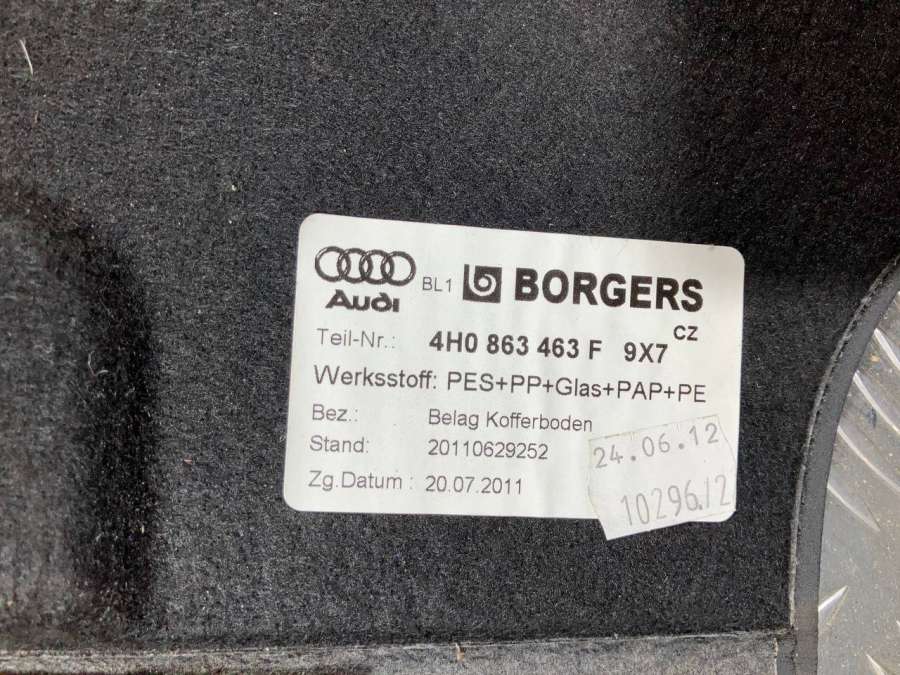 Audi BL1 BORGERS
CZ
Teil-Nr.: 4H0 863 463 F 9X7
Werksstoff: PES+PP+Glas+PAP+PE
Bez.: Belag Kofferboden
Stand: 20110629252
Zg.Datum : 20.07.2011
24.06.12
10296./2